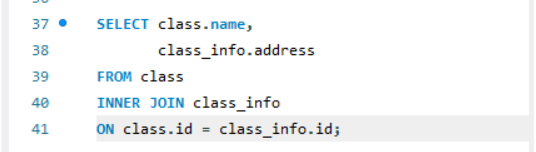 37 SELECT class.name,
38 class_info.address
39 FROM class
40 INNER JOIN class_info
41 ON class.id = class_info.id;